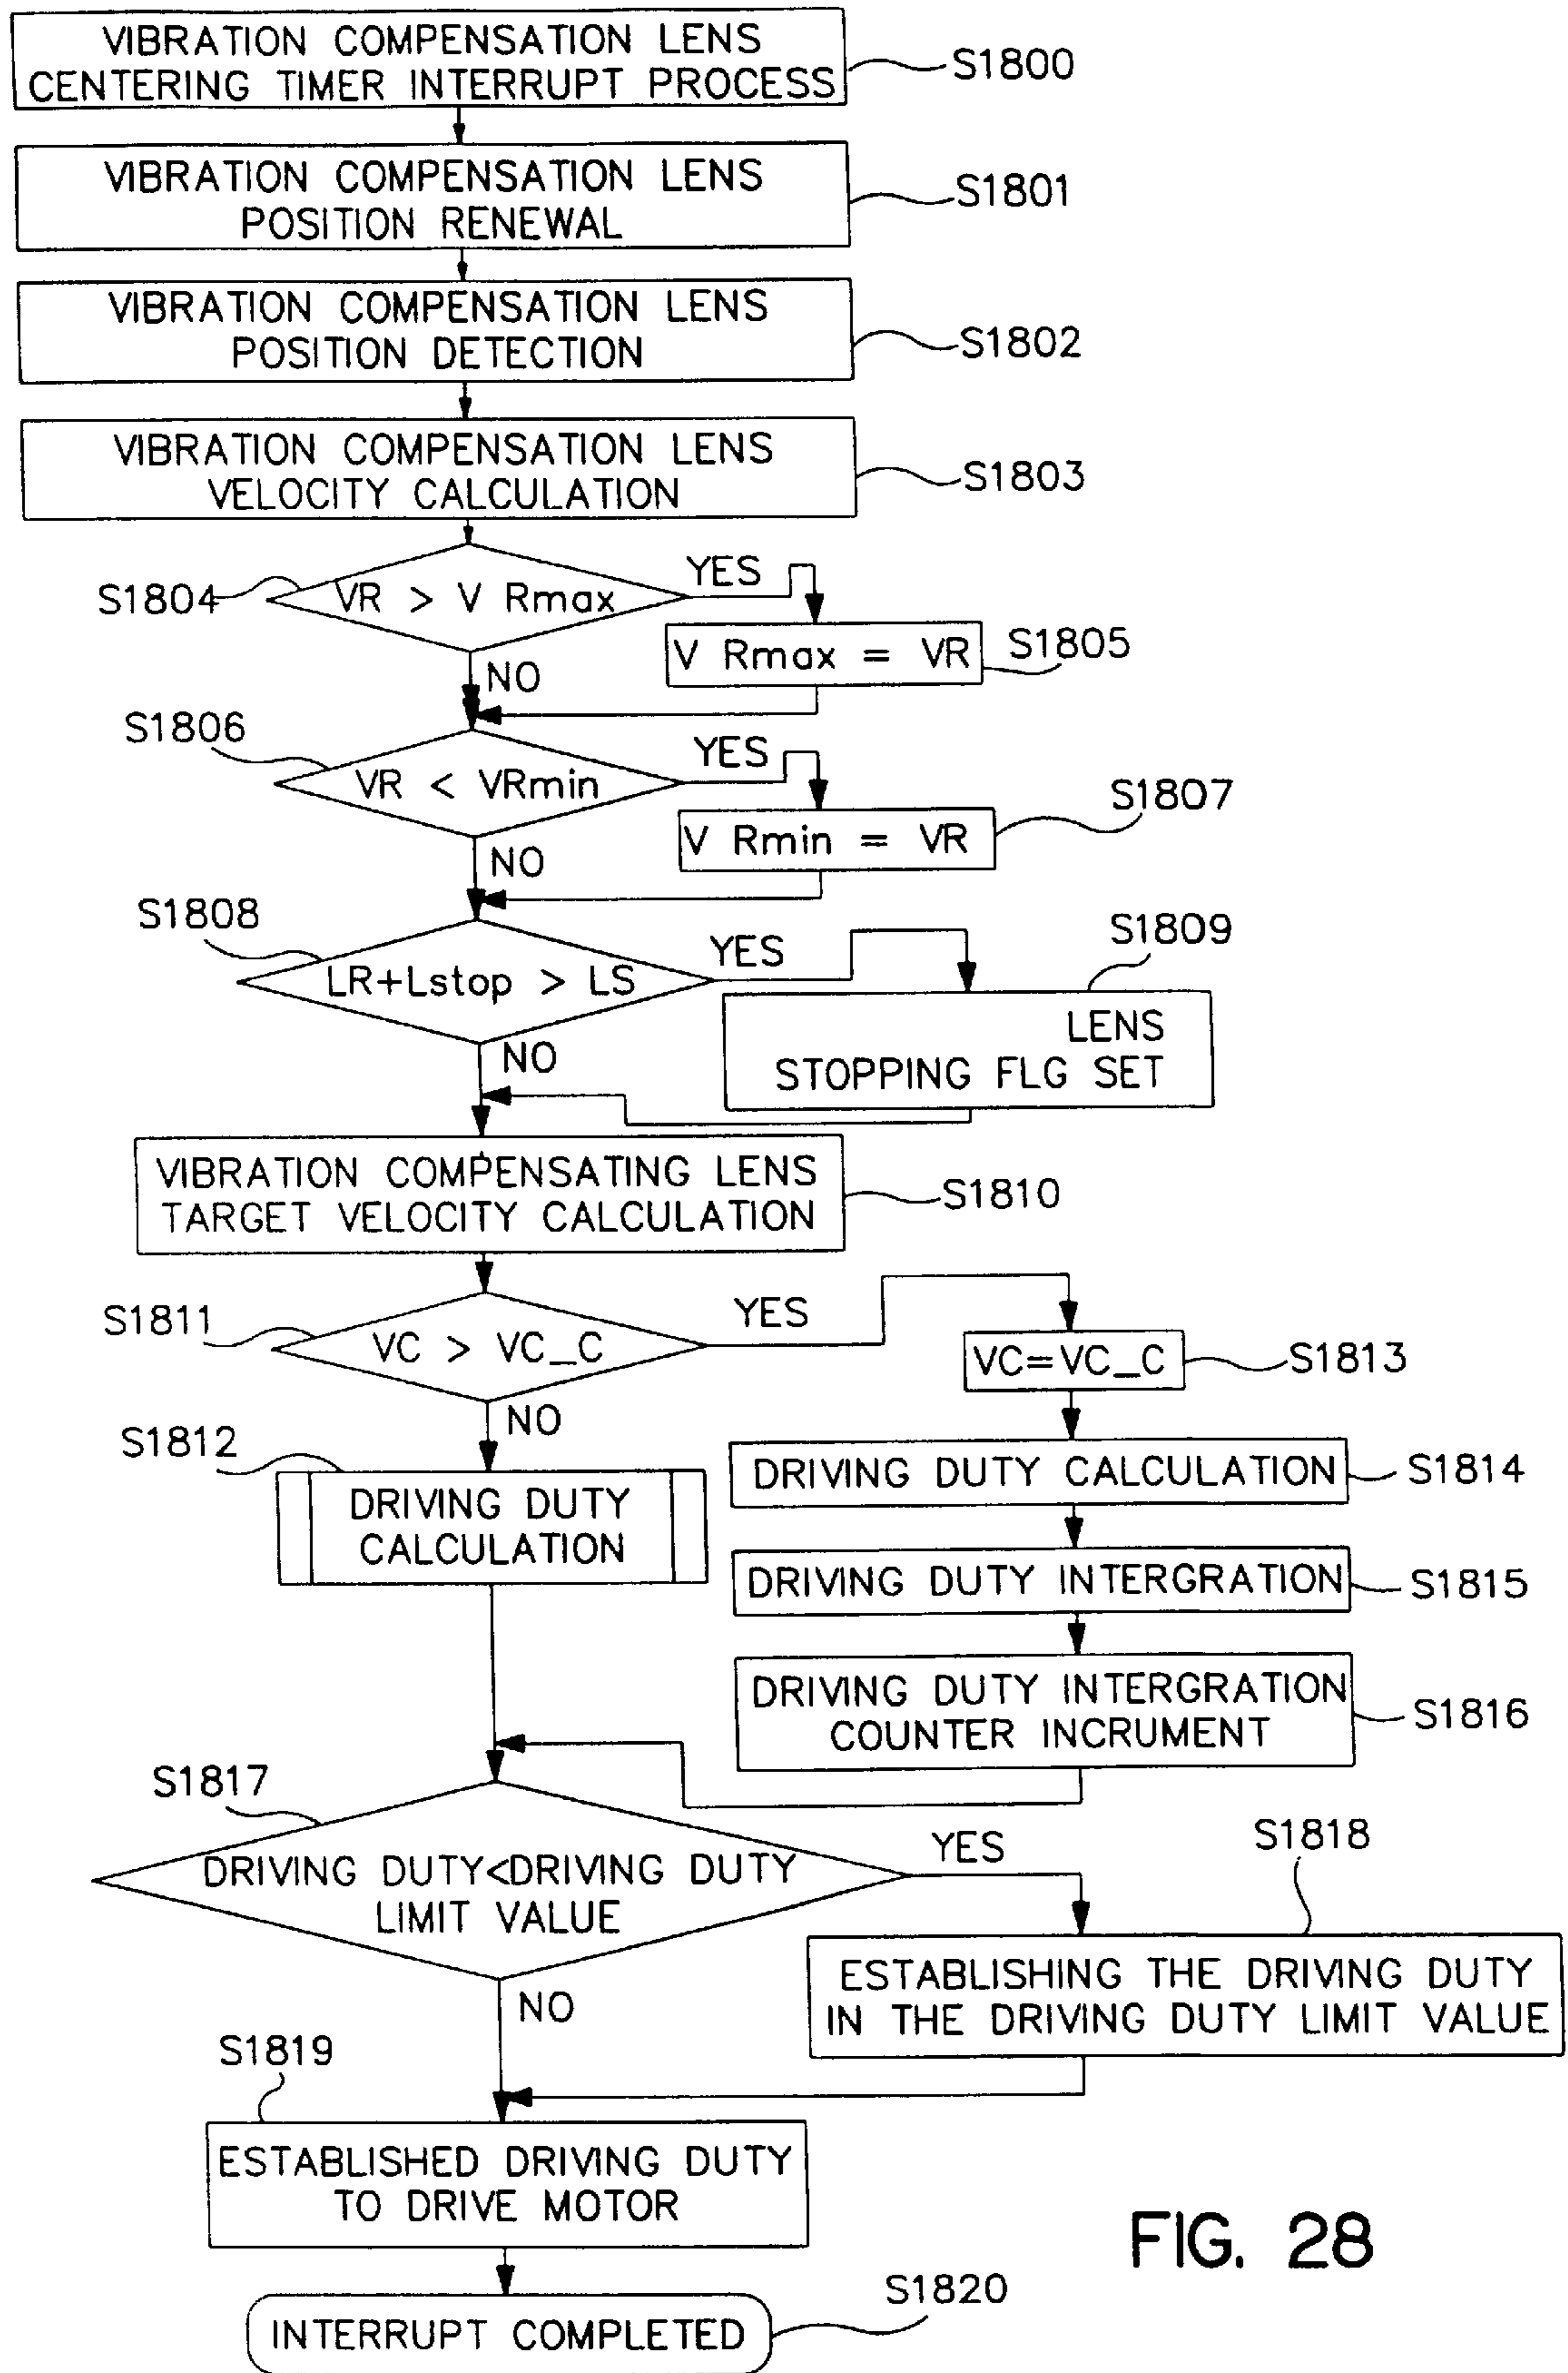 VIBRATION COMPENSATION LENS
CENTERING TIMER INTERRUPT PROCESS
S1800
VIBRATION COMPENSATION LENS
POSITION RENEWAL
S1801
VIBRATION COMPENSATION LENS
POSITION DETECTION
S1802
VIBRATION COMPENSATION LENS
VELOCITY CALCULATION
S1803
S1804
VR > V Rmax
YES
V Rmax = VR
S1805
NO
S1806
VR < VRmin
YES
V Rmin = VR
S1807
NO
S1808
LR+Lstop > LS
YES
S1809
LENS
STOPPING FLG SET
NO
VIBRATION COMPENSATING LENS
TARGET VELOCITY CALCULATION
S1810
S1811
VC > VC_C
YES
VC=VC_C
S1813
NO
S1812
DRIVING DUTY
CALCULATION
DRIVING DUTY CALCULATION
S1814
DRIVING DUTY INTERGRATION
S1815
DRIVING DUTY INTERGRATION
COUNTER INCRUMENT
S1816
S1817
DRIVING DUTY<DRIVING DUTY
LIMIT VALUE
YES
S1818
ESTABLISHING THE DRIVING DUTY
IN THE DRIVING DUTY LIMIT VALUE
NO
S1819
ESTABLISHED DRIVING DUTY
TO DRIVE MOTOR
S1820
INTERRUPT COMPLETED
FIG. 28